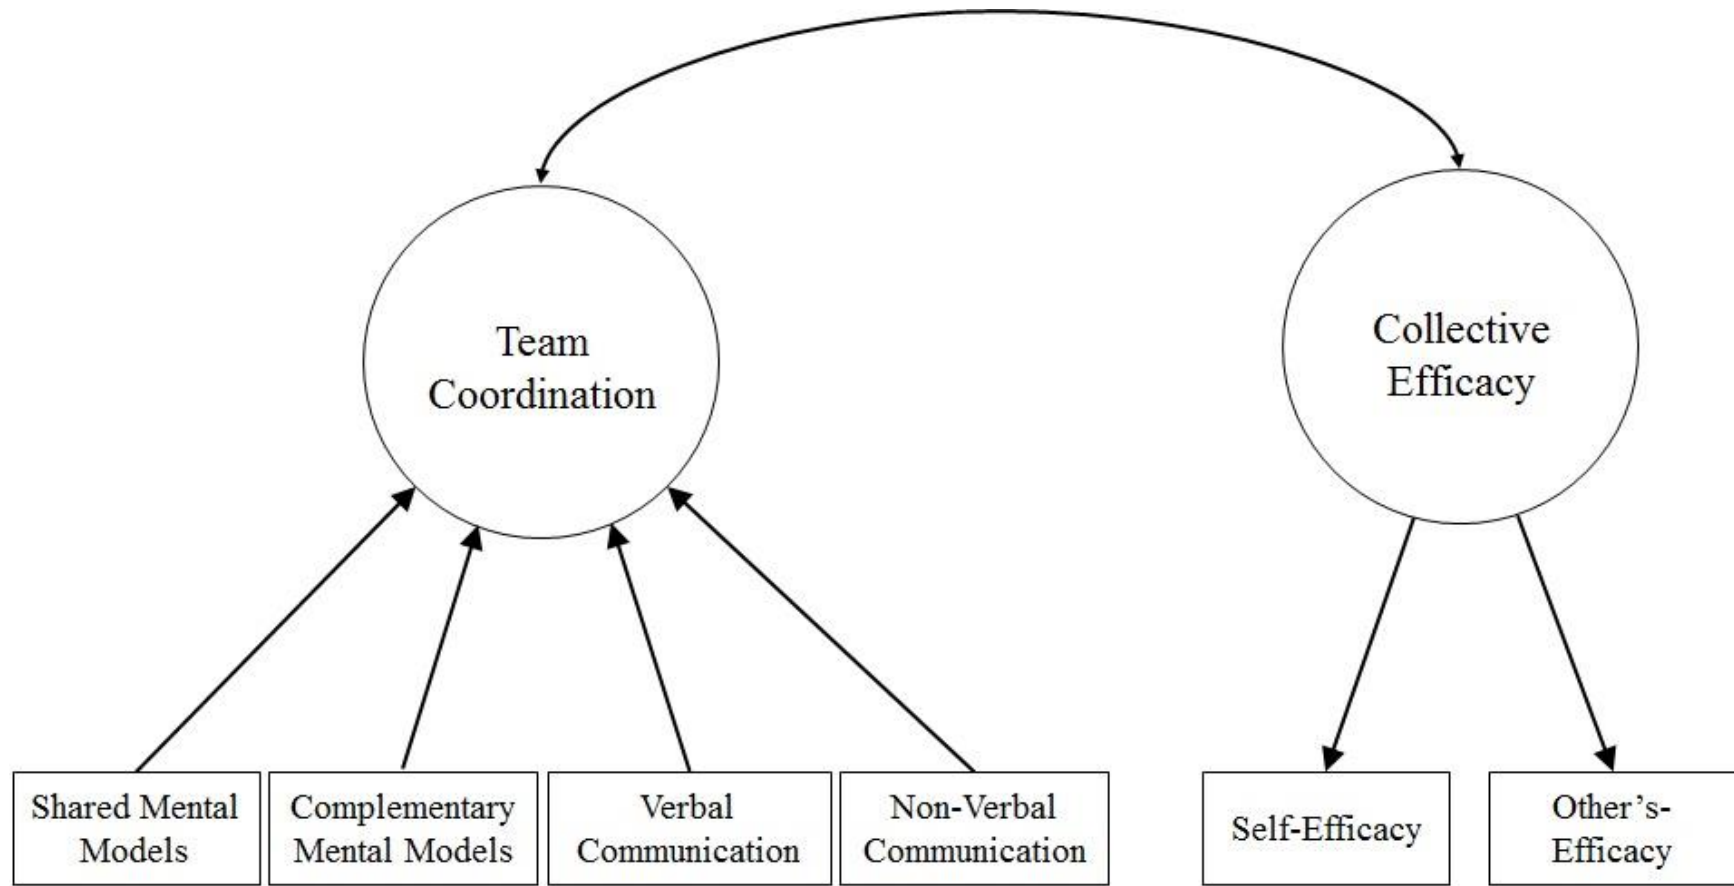 Team
Coordination
Collective
Efficacy
Shared Mental
Models
Complementary
Mental Models
Verbal
Communication
Non-Verbal
Communication
Self-Efficacy
Other’s-
Efficacy